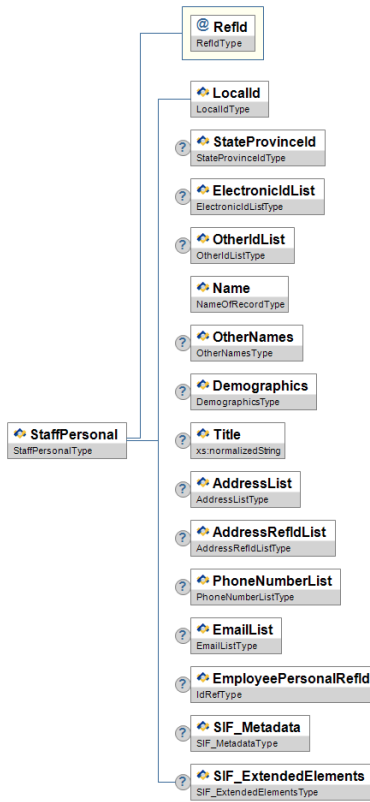 @ RefId
RefIdType
LocalId
LocalIdType
? StateProvinceId
StateProvinceIdType
? ElectronicIdList
ElectronicIdListType
? OtherIdList
OtherIdListType
Name
NameOfRecordType
? OtherNames
OtherNamesType
? Demographics
DemographicsType
StaffPersonal
StaffPersonalType
? Title
xs:normalizedString
? AddressList
AddressListType
? AddressRefIdList
AddressRefIdListType
? PhoneNumberList
PhoneNumberListType
? EmailList
EmailListType
? EmployeePersonalRefId
IdRefType
? SIF_Metadata
SIF_MetadataType
? SIF_ExtendedElements
SIF_ExtendedElementsType